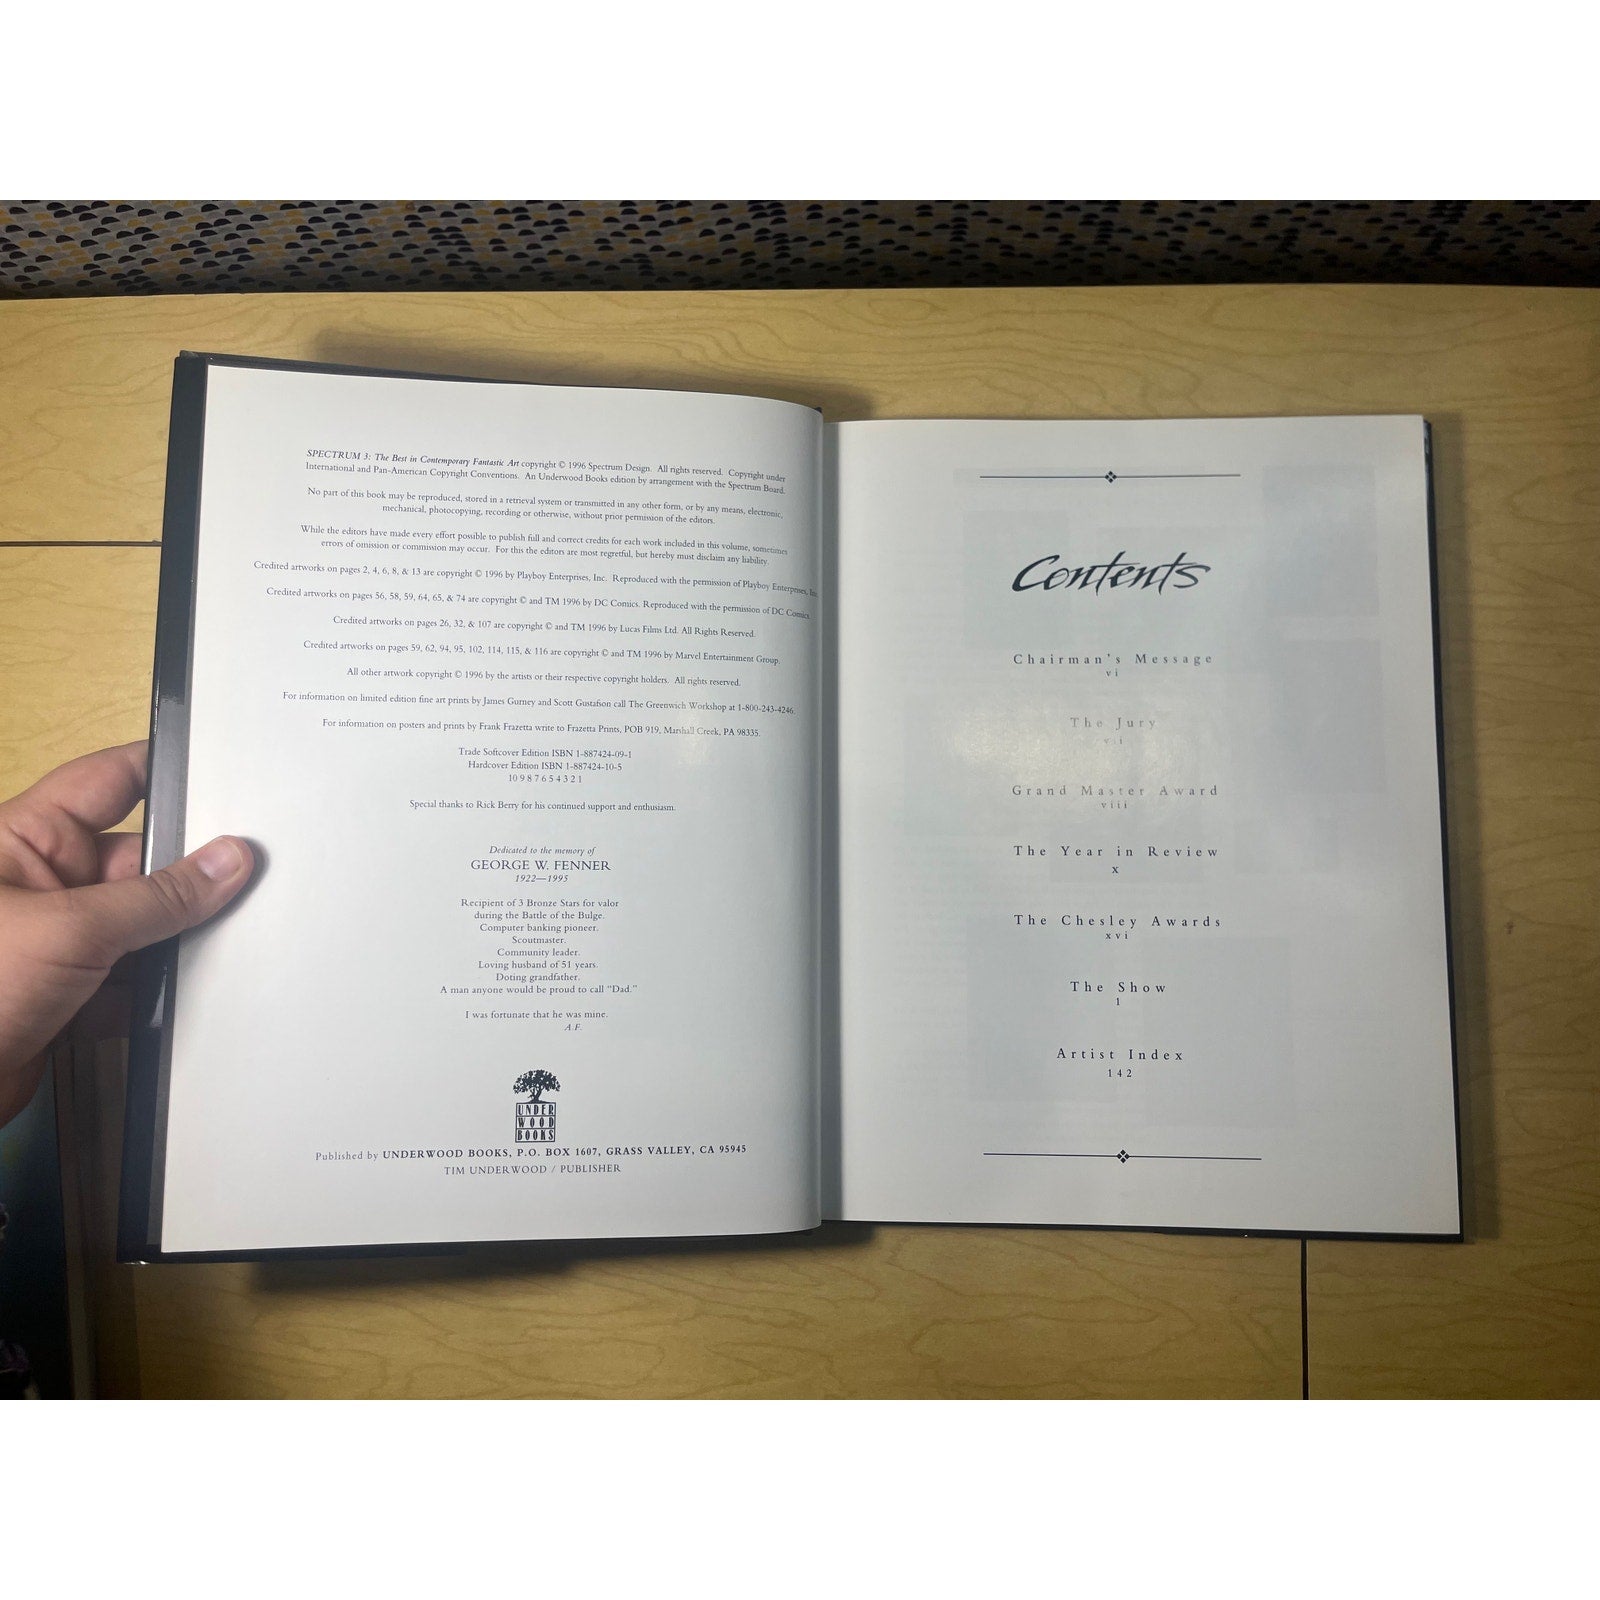 SPECTRUM 3: The Best in Contemporary Fantastic Art copyright © 1996 Spectrum Design. All rights reserved. Copyright under
International and Pan-American Copyright Conventions. An Underwood Books edition by arrangement with the Spectrum Board.
No part of this book may be reproduced, stored in a retrieval system or transmitted in any other form, or by any means, electronic,
mechanical, photocopying, recording or otherwise, without prior permission of the editors.
While the editors have made every effort possible to publish full and correct credits for each work included in this volume, sometimes
errors of omission or commission may occur. For this the editors are most regretful, but hereby must disclaim any liability.
Credited artworks on pages 2, 4, 6, 8, & 13 are copyright © 1996 by Playboy Enterprises, Inc. Reproduced with the permission of Playboy Enterprises, Inc.
Credited artworks on pages 56, 58, 59, 64, 65, & 74 are copyright © and TM 1996 by DC Comics. Reproduced with the permission of DC Comics.
Credited artworks on pages 26, 32, & 107 are copyright © and TM 1996 by Lucas Films Ltd. All Rights Reserved.
Credited artworks on pages 59, 62, 94, 95, 102, 114, 115, & 116 are copyright © and TM 1996 by Marvel Entertainment Group.
All other artwork copyright © 1996 by the artists or their respective copyright holders. All rights reserved.
For information on limited edition fine art prints by James Gurney and Scott Gustafson call The Greenwich Workshop at 1-800-243-4246.
For information on posters and prints by Frank Frazetta write to Frazetta Prints, POB 919, Marshall Creek, PA 98335.
Trade Softcover Edition ISBN 1-887424-09-1
Hardcover Edition ISBN 1-887424-10-5
10 9 8 7 6 5 4 3 2 1
Special thanks to Rick Berry for his continued support and enthusiasm.
Dedicated to the memory of
GEORGE W. FENNER
1922—1995
Recipient of 3 Bronze Stars for valor
during the Battle of the Bulge.
Computer banking pioneer.
Scoutmaster.
Community leader.
Loving husband of 51 years.
Doting grandfather.
A man anyone would be proud to call "Dad."
I was fortunate that he was mine.
A.F.
UNDER
WOOD
BOOKS
Published by UNDERWOOD BOOKS, P.O. BOX 1607, GRASS VALLEY, CA 95945
TIM UNDERWOOD / PUBLISHER
Contents
Chairman's Message
vi
The Jury
vii
Grand Master Award
viii
The Year in Review
x
The Chesley Awards
xvi
The Show
1
Artist Index
142